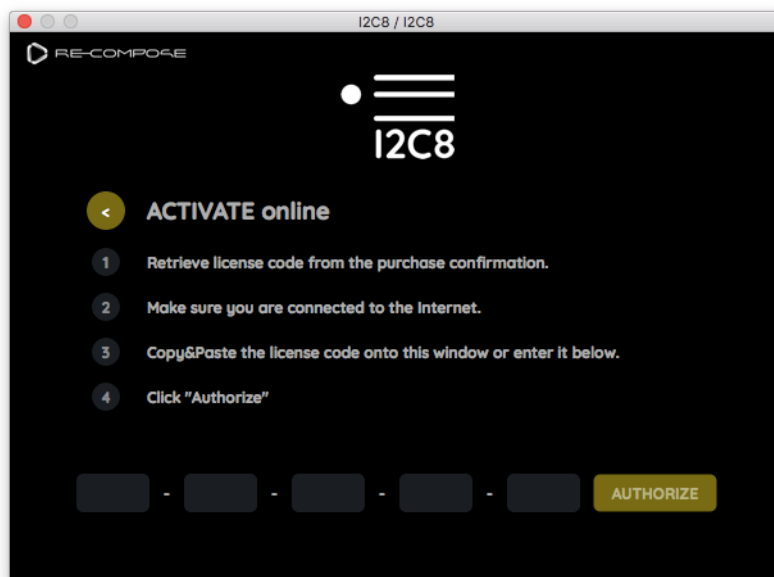 I2C8 / I2C8
RE-COMPOSE
I2C8
< ACTIVATE online
1 Retrieve license code from the purchase confirmation.
2 Make sure you are connected to the Internet.
3 Copy&Paste the license code onto this window or enter it below.
4 Click "Authorize"
- - - - AUTHORIZE